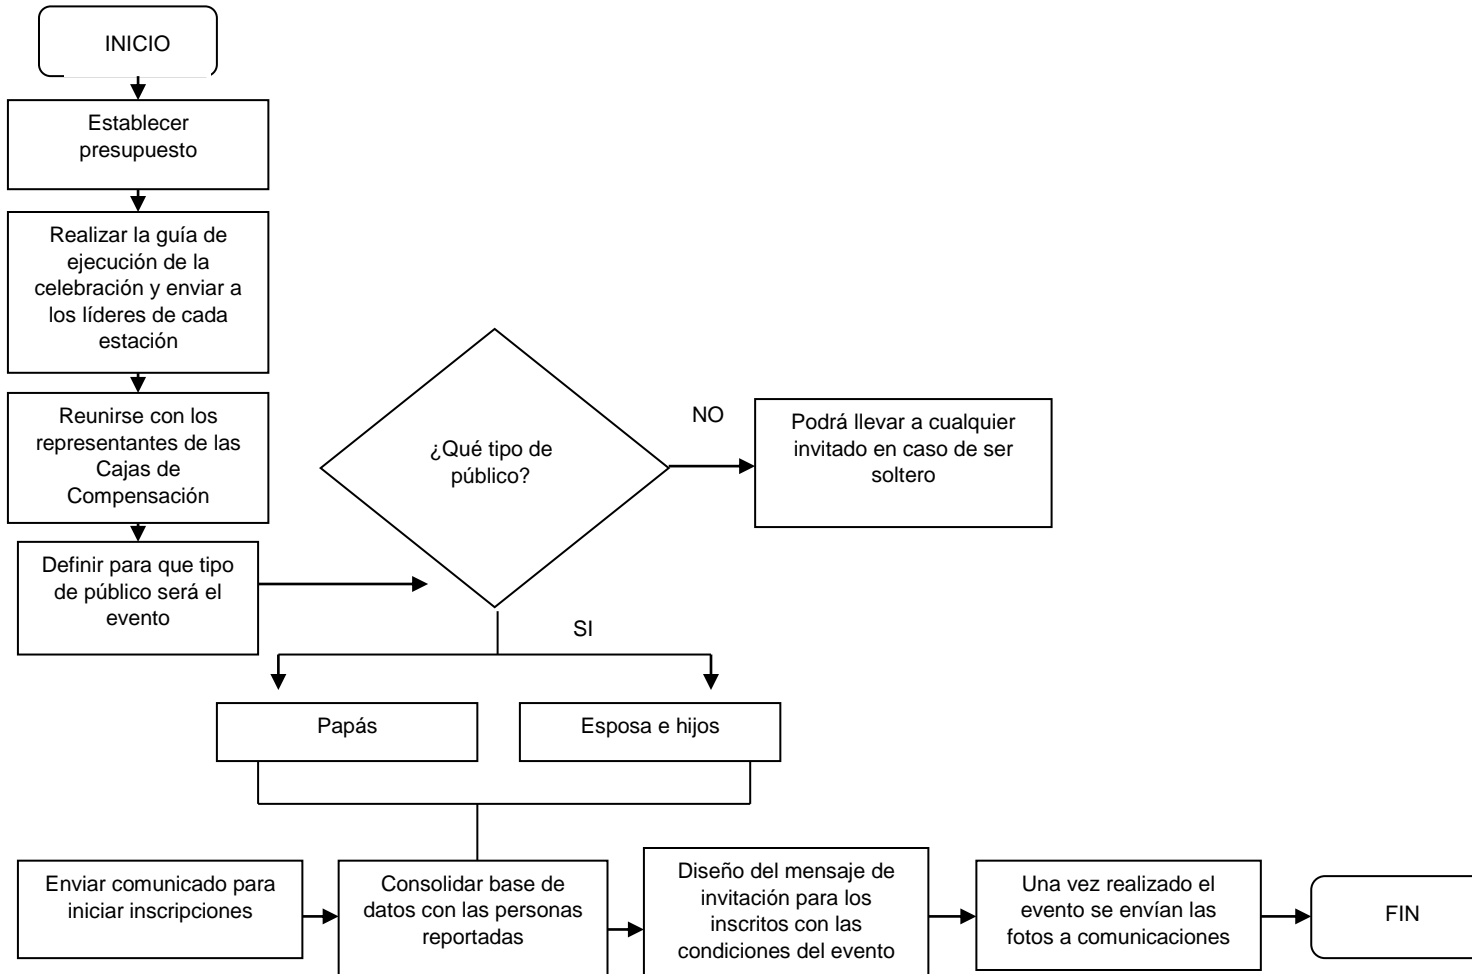 INICIO
Establecer
presupuesto
Realizar la guía de
ejecución de la
celebración y enviar a
los líderes de cada
estación
Reunirse con los
representantes de las
Cajas de
Compensación
Definir para que tipo
de público será el
evento
¿Qué tipo de
público?
NO
Podrá llevar a cualquier
invitado en caso de ser
soltero
SI
Papás
Esposa e hijos
Enviar comunicado para
iniciar inscripciones
Consolidar base de
datos con las personas
reportadas
Diseño del mensaje de
invitación para los
inscritos con las
condiciones del evento
Una vez realizado el
evento se envían las
fotos a comunicaciones
FIN